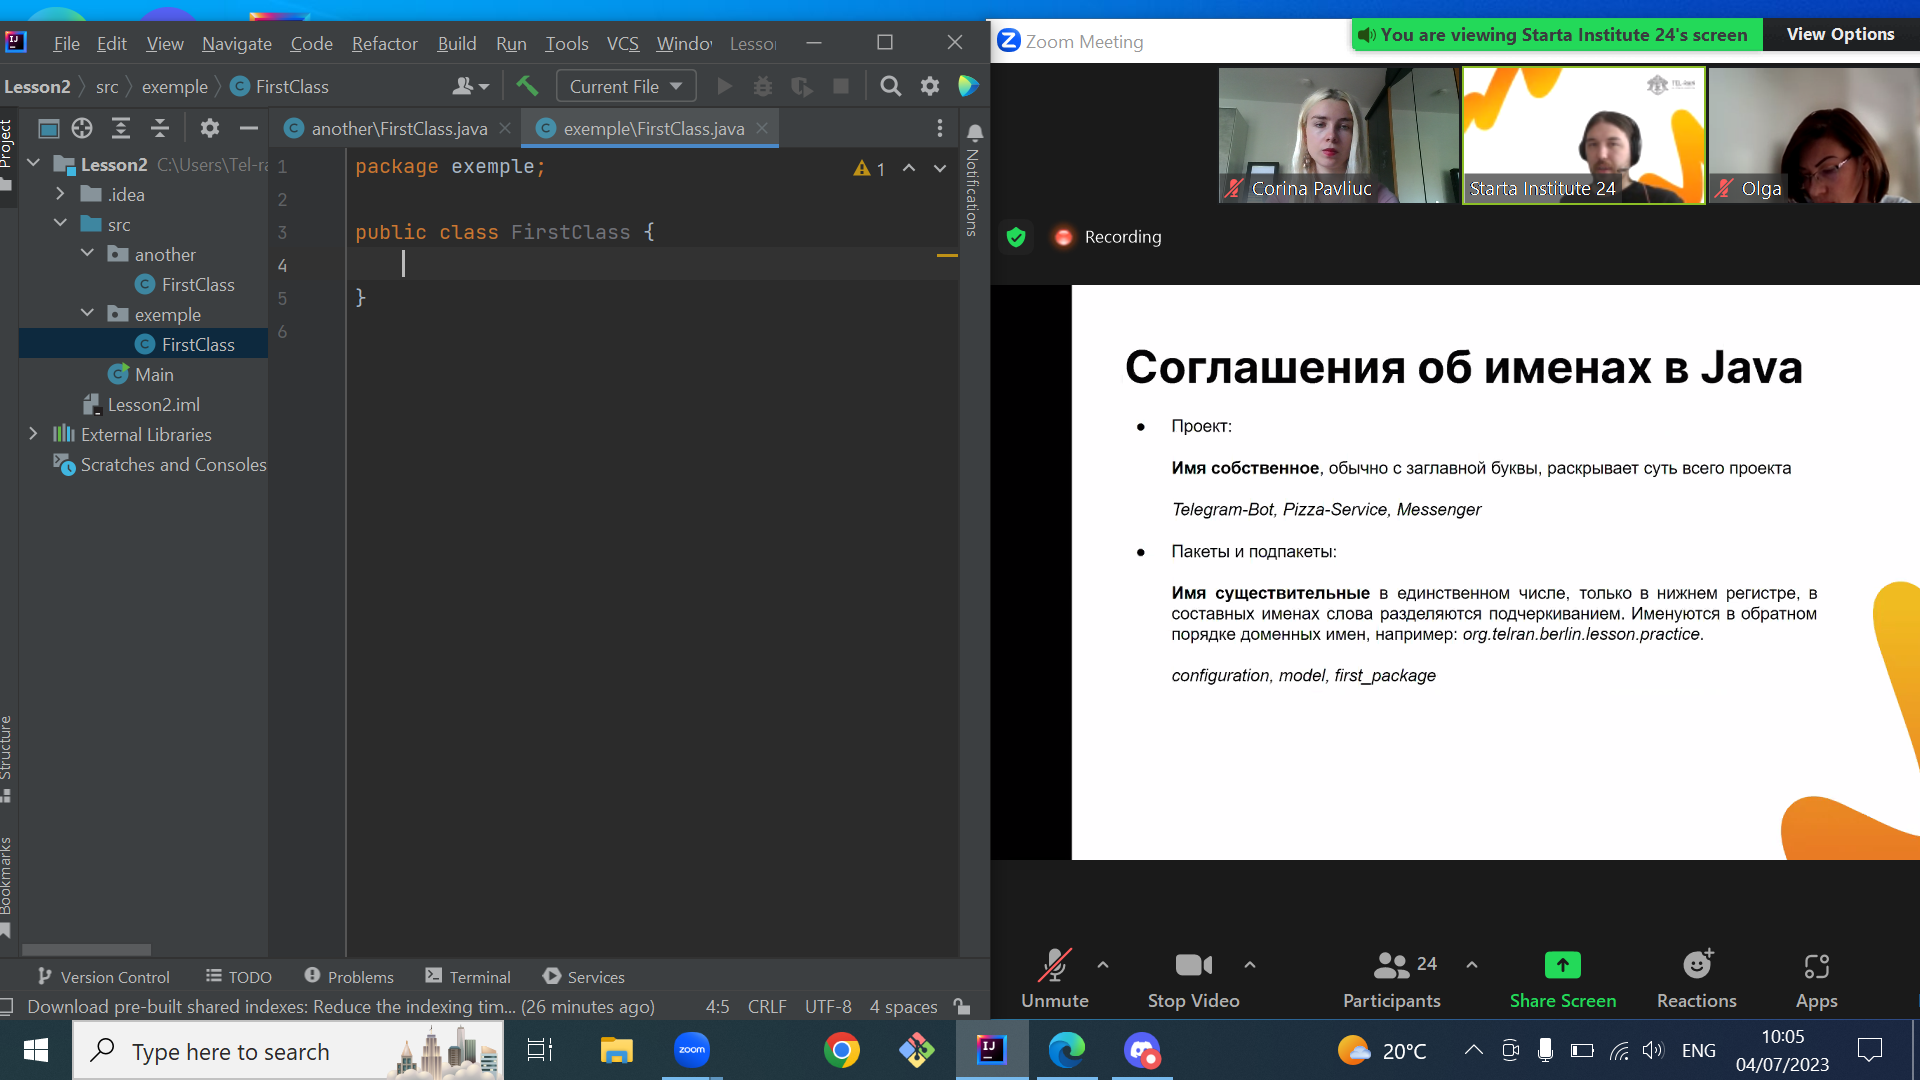 File Edit View Navigate Code Refactor Build Run Tools VCS Windo Lesso
Lesson2 src exemple FirstClass
Current File
Project
another\FirstClass.java
exemple\FirstClass.java
Lesson2 C:\Users\Tel-ra
.idea
src
another
FirstClass
exemple
FirstClass
Main
Lesson2.iml
External Libraries
Scratches and Consoles
1 package exemple;
2
3 public class FirstClass {
4
5 }
6
1
Notifications
Structure
Bookmarks
Version Control TODO Problems Terminal Services
Download pre-built shared indexes: Reduce the indexing tim... (26 minutes ago) 4:5 CRLF UTF-8 4 spaces
Zoom Meeting
You are viewing Starta Institute 24's screen
View Options
Corina Pavliuc
TEL-RAN
Starta Institute 24
Olga
Recording
Соглашения об именах в Java
● Проект:
Имя собственное, обычно с заглавной буквы, раскрывает суть всего проекта
Telegram-Bot, Pizza-Service, Messenger
● Пакеты и подпакеты:
Имя существительные в единственном числе, только в нижнем регистре, в
составных именах слова разделяются подчеркиванием. Именуются в обратном
порядке доменных имен, например: org.telran.berlin.lesson.practice.
configuration, model, first_package
24
Unmute Stop Video Participants Share Screen Reactions Apps
Type here to search
zoom
IJ
20°C
ENG
10:05
04/07/2023